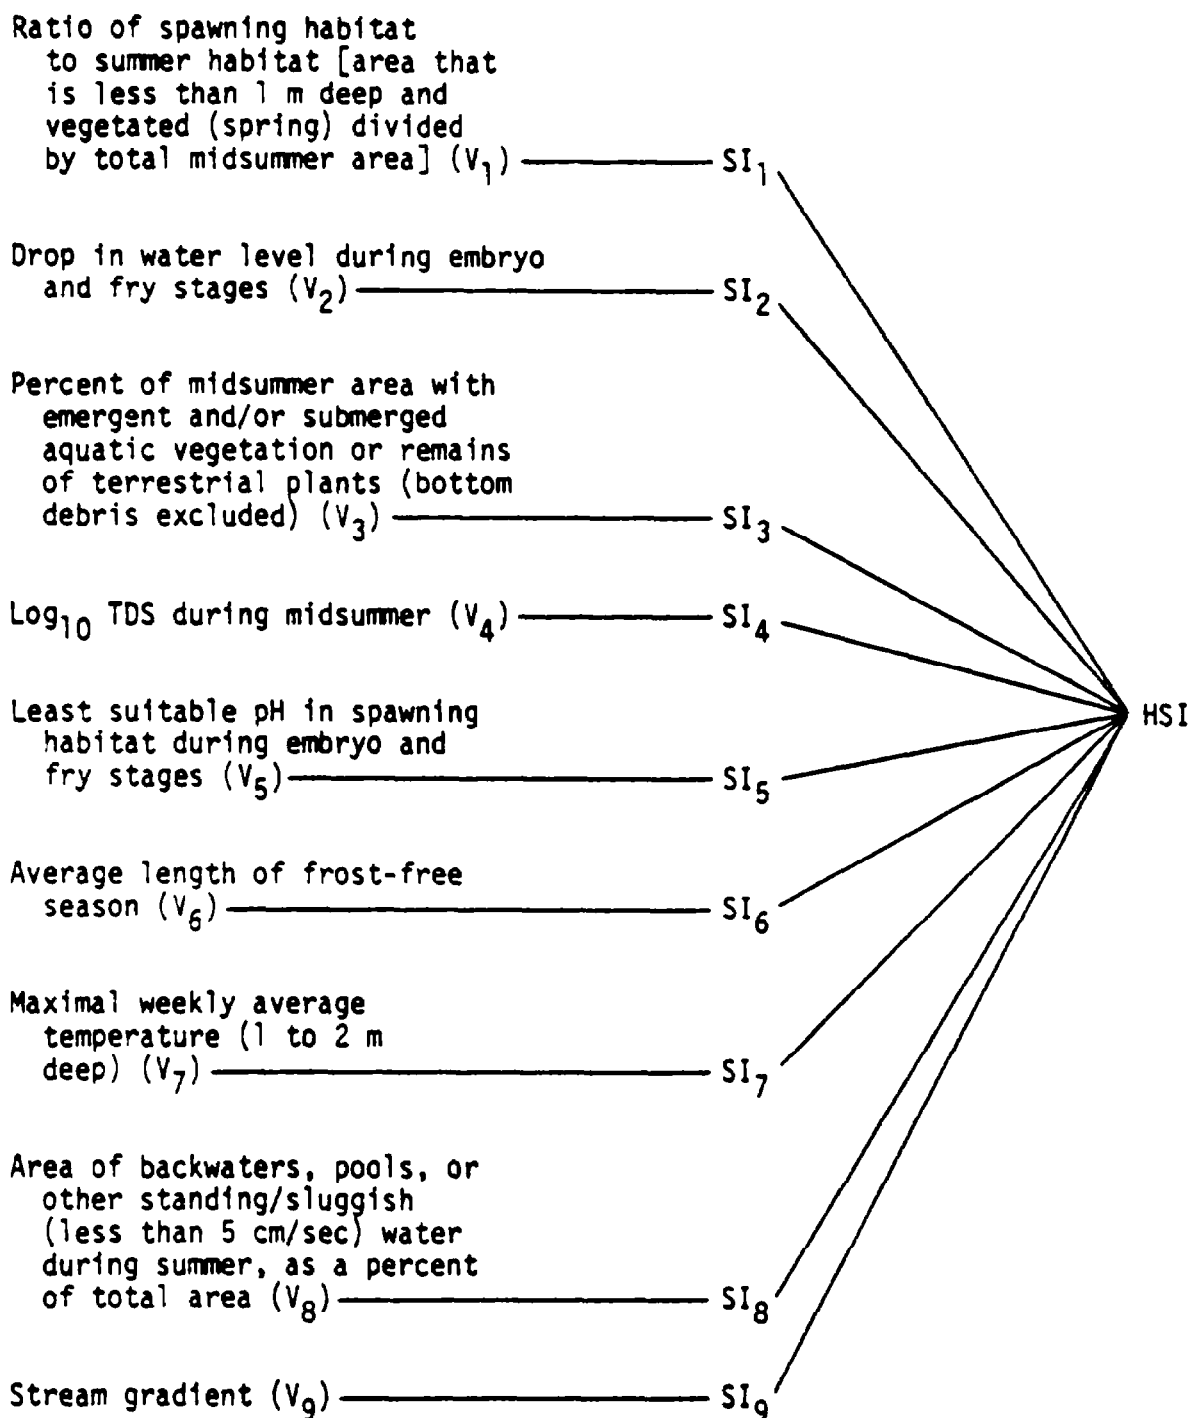 Ratio of spawning habitat
to summer habitat [area that
is less than 1 m deep and
vegetated (spring) divided
by total midsummer area] (V₁) SI₁
Drop in water level during embryo
and fry stages (V₂) SI₂
Percent of midsummer area with
emergent and/or submerged
aquatic vegetation or remains
of terrestrial plants (bottom
debris excluded) (V₃) SI₃
Log₁₀ TDS during midsummer (V₄) SI₄
Least suitable pH in spawning
habitat during embryo and
fry stages (V₅) SI₅
HSI
Average length of frost-free
season (V₆) SI₆
Maximal weekly average
temperature (1 to 2 m
deep) (V₇) SI₇
Area of backwaters, pools, or
other standing/sluggish
(less than 5 cm/sec) water
during summer, as a percent
of total area (V₈) SI₈
Stream gradient (V₉) SI₉